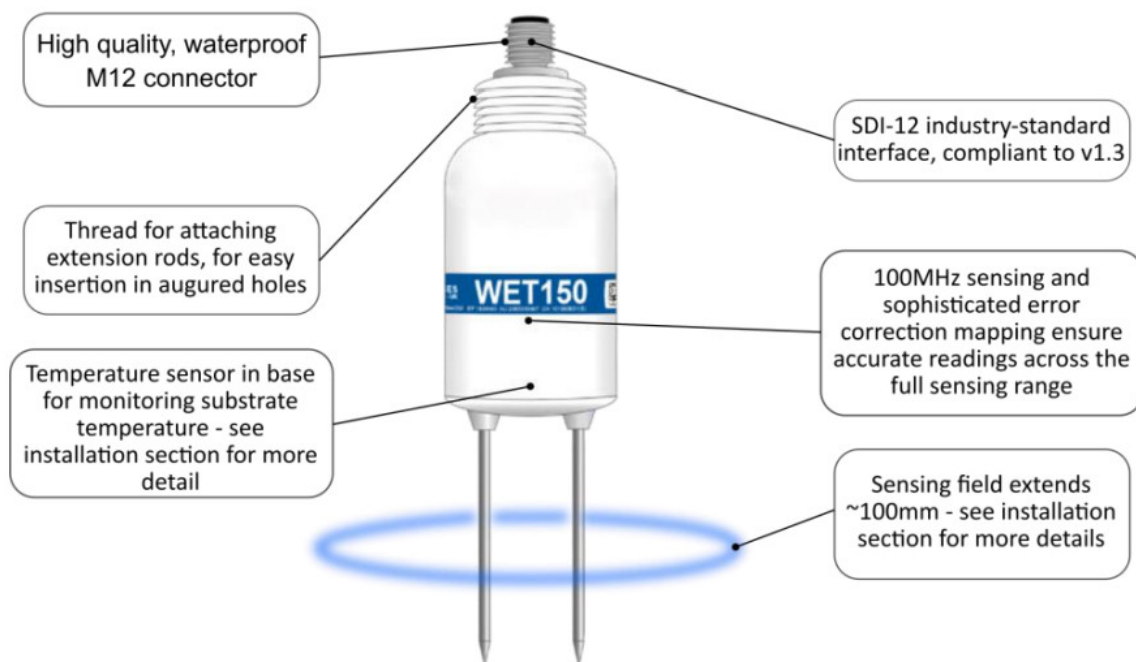 High quality, waterproof
M12 connector
SDI-12 industry-standard
interface, compliant to v1.3
Thread for attaching
extension rods, for easy
insertion in augured holes
WET150
100MHz sensing and
sophisticated error
correction mapping ensure
accurate readings across the
full sensing range
Temperature sensor in base
for monitoring substrate
temperature - see
installation section for more
detail
Sensing field extends
~100mm - see installation
section for more details